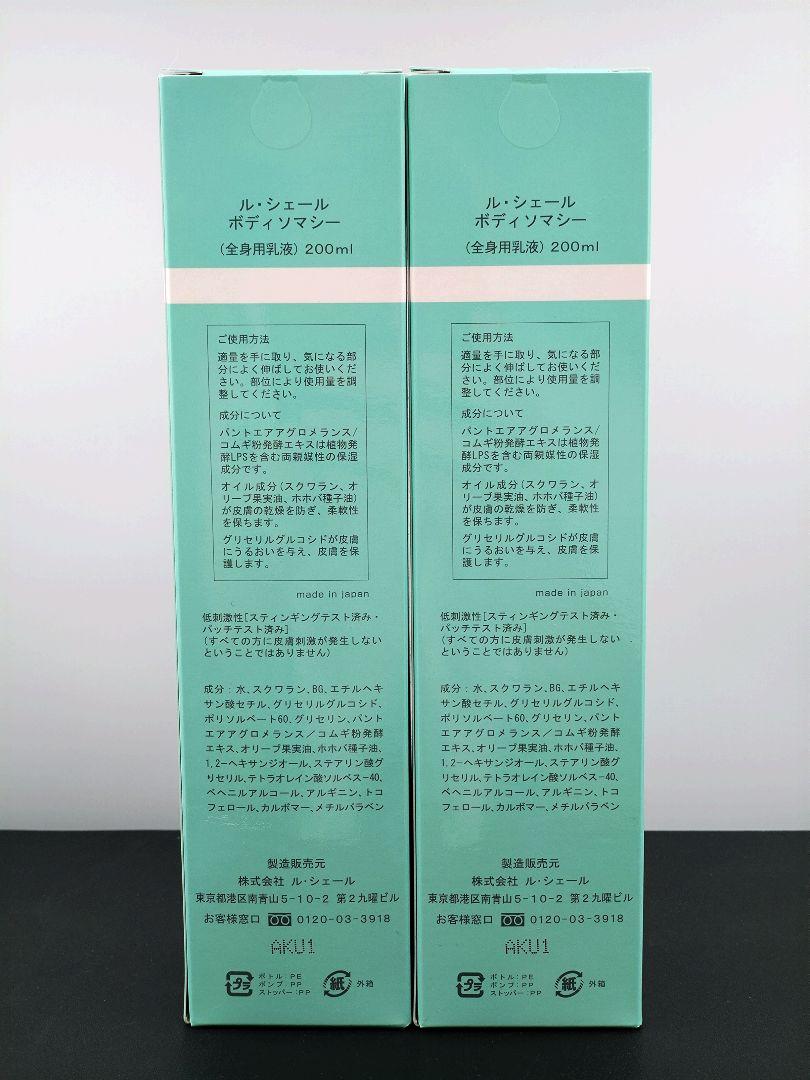 ル・シェール
ボディソマシー
(全身用乳液) 200ml
ご使用方法
適量を手に取り、気になる部
分によく伸ばしてお使いくだ
さい。部位により使用量を調
整してください。
成分について
パントエアアグロメランス/
コムギ粉発酵エキスは植物発
酵LPSを含む両親媒性の保湿
成分です。
オイル成分(スクワラン、オ
リーブ果実油、ホホバ種子油)
が皮膚の乾燥を防ぎ、柔軟性
を保ちます。
グリセリルグルコシドが皮膚
にうるおいを与え、皮膚を保
護します。
made in japan
低刺激性[スティンギングテスト済み・
パッチテスト済み]
(すべての方に皮膚刺激が発生しない
ということではありません)
成分：水、スクワラン、BG、エチルヘキ
サン酸セチル、グリセリルグルコシド、
ポリソルベート60、グリセリン、パント
エアアグロメランス／コムギ粉発酵
エキス、オリーブ果実油、ホホバ種子油、
1,2-ヘキサンジオール、ステアリン酸グ
リセリル、テトラオレイン酸ソルベス-40、
ベヘニルアルコール、アルギニン、トコ
フェロール、カルボマー、メチルパラベン
製造販売元
株式会社 ル・シェール
東京都港区南青山5-10-2 第2九曜ビル
お客様窓口 0120-03-3918
AKU1
プラ
ボトル：PE
ポンプ：PP
ストッパー：PP
紙 外箱
ル・シェール
ボディソマシー
(全身用乳液) 200ml
ご使用方法
適量を手に取り、気になる部
分によく伸ばしてお使いくだ
さい。部位により使用量を調
整してください。
成分について
パントエアアグロメランス/
コムギ粉発酵エキスは植物発
酵LPSを含む両親媒性の保湿
成分です。
オイル成分(スクワラン、オ
リーブ果実油、ホホバ種子油)
が皮膚の乾燥を防ぎ、柔軟性
を保ちます。
グリセリルグルコシドが皮膚
にうるおいを与え、皮膚を保
護します。
made in japan
低刺激性[スティンギングテスト済み・
パッチテスト済み]
(すべての方に皮膚刺激が発生しない
ということではありません)
成分：水、スクワラン、BG、エチルヘキ
サン酸セチル、グリセリルグルコシド、
ポリソルベート60、グリセリン、パント
エアアグロメランス／コムギ粉発酵
エキス、オリーブ果実油、ホホバ種子油、
1,2-ヘキサンジオール、ステアリン酸グ
リセリル、テトラオレイン酸ソルベス-40、
ベヘニルアルコール、アルギニン、トコ
フェロール、カルボマー、メチルパラベン
製造販売元
株式会社 ル・シェール
東京都港区南青山5-10-2 第2九曜ビル
お客様窓口 0120-03-3918
AKU1
プラ
ボトル：PE
ポンプ：PP
ストッパー：PP
紙 外箱